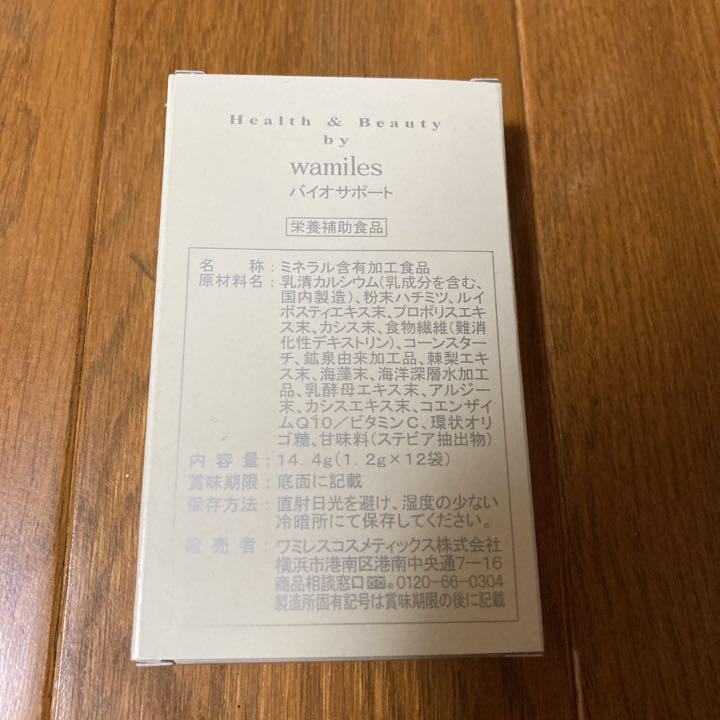 Health & Beauty
by
wamiles
バイオサポート
栄養補助食品
名称：ミネラル含有加工食品
原材料名：乳清カルシウム(乳成分を含む、
国内製造)、粉末ハチミツ、ルイ
ボスティエキス末、プロポリスエキ
ス末、カシス末、食物繊維(難消
化性デキストリン)、コーンスター
チ、鉱泉由来加工品、棘梨エキ
ス末、海藻末、海洋深層水加工
品、乳酵母エキス末、アルジー
末、カシスエキス末、コエンザイ
ムQ10／ビタミンC、環状オリ
ゴ糖、甘味料(ステビア抽出物)
内容量：14.4g(1.2g×12袋)
賞味期限：底面に記載
保存方法：直射日光を避け、湿度の少ない
冷暗所にて保存してください。
販売者：ワミレスコスメティックス株式会社
横浜市港南区港南中央通7-16
商品相談窓口 0120-66-0304
製造所固有記号は賞味期限の後に記載